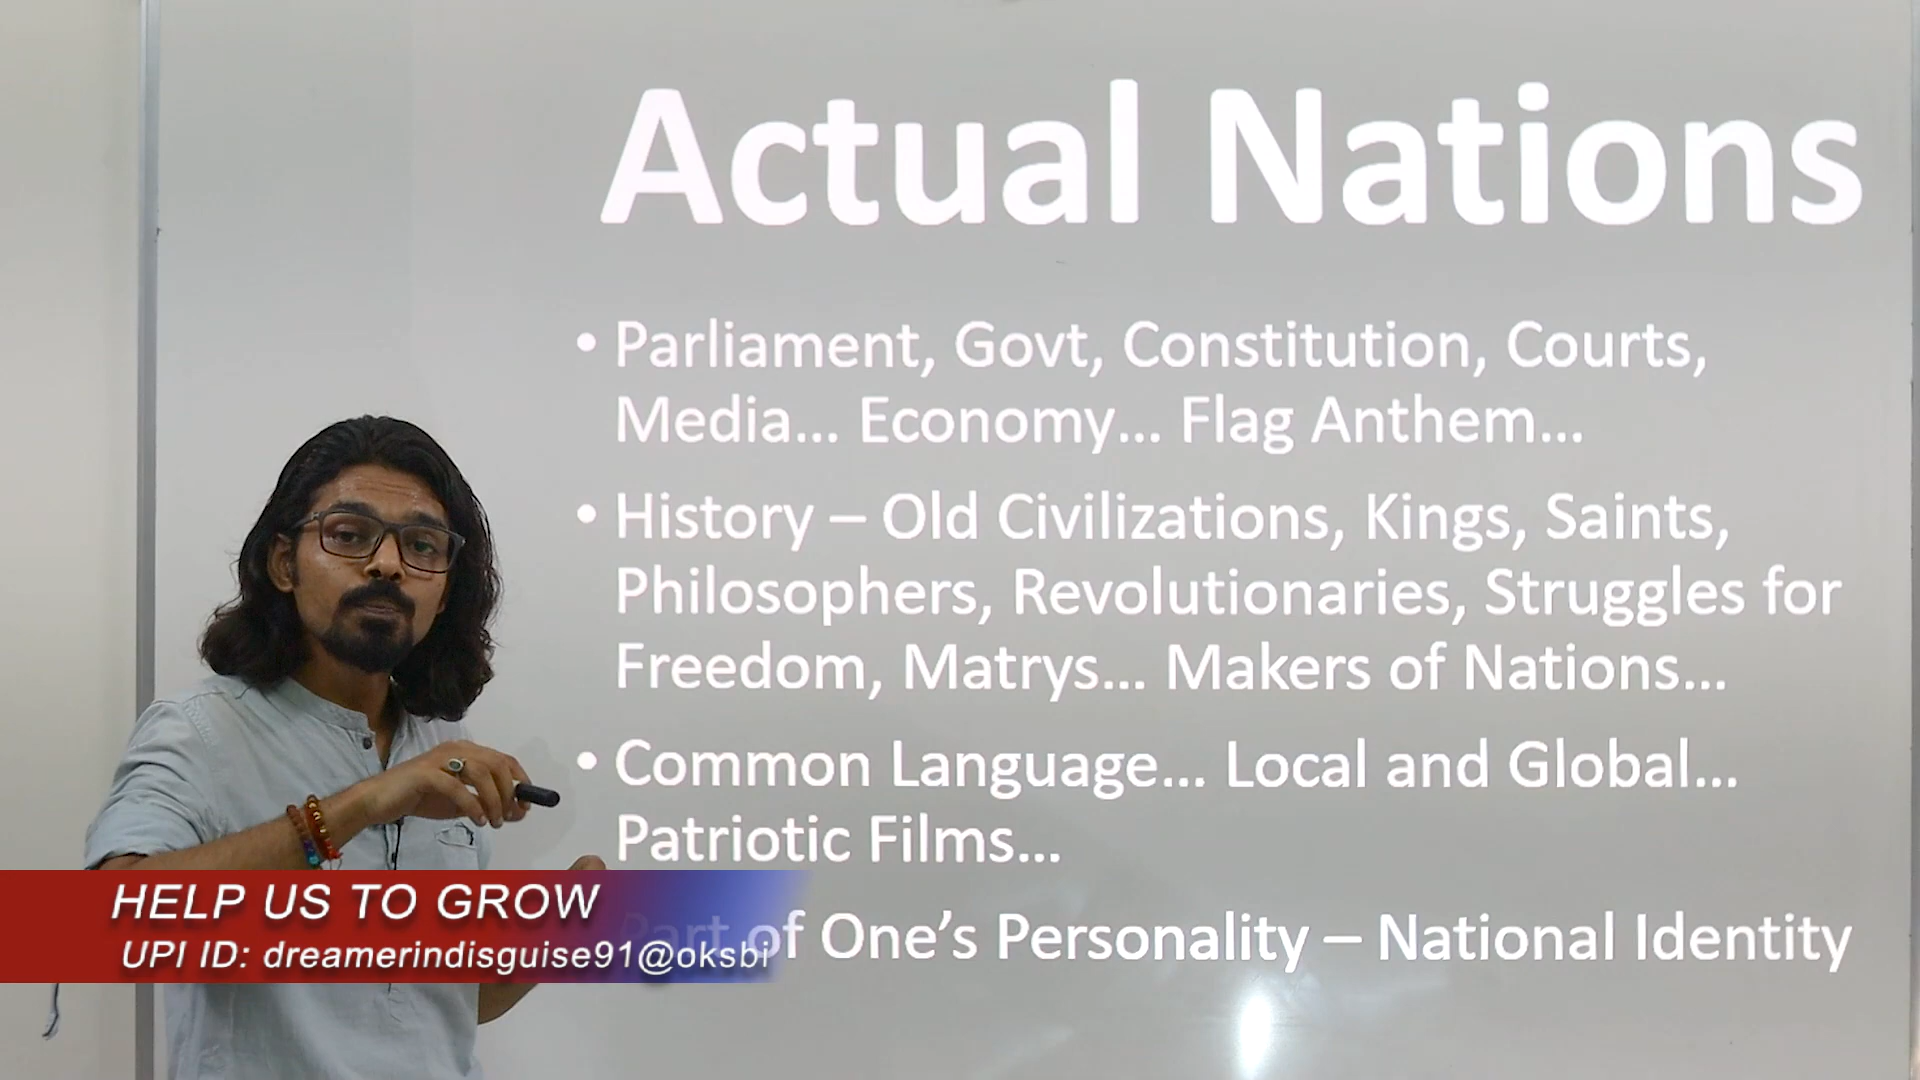 Actual Nations
• Parliament, Govt, Constitution, Courts,
Media... Economy... Flag Anthem...
• History – Old Civilizations, Kings, Saints,
Philosophers, Revolutionaries, Struggles for
Freedom, Matrys... Makers of Nations...
• Common Language... Local and Global...
Patriotic Films...
Part of One's Personality – National Identity
HELP US TO GROW
UPI ID: dreamerindisguise91@oksbi